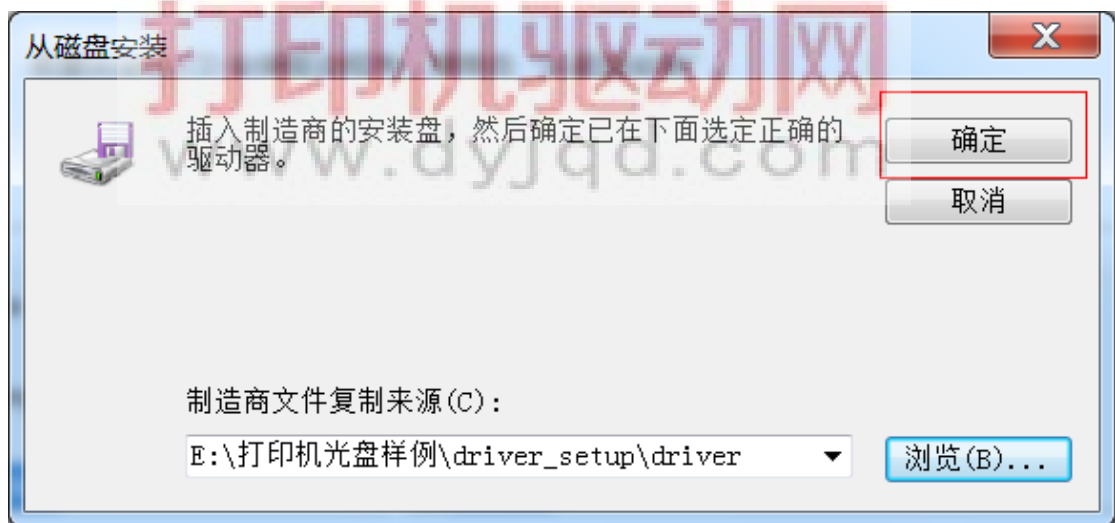 从磁盘安装
打印机驱动网
www.dyjqd.com
插入制造商的安装盘，然后确定已在下面选定正确的
驱动器。
确定
取消
制造商文件复制来源(C)：
E:\打印机光盘样例\driver_setup\driver
浏览(B)...